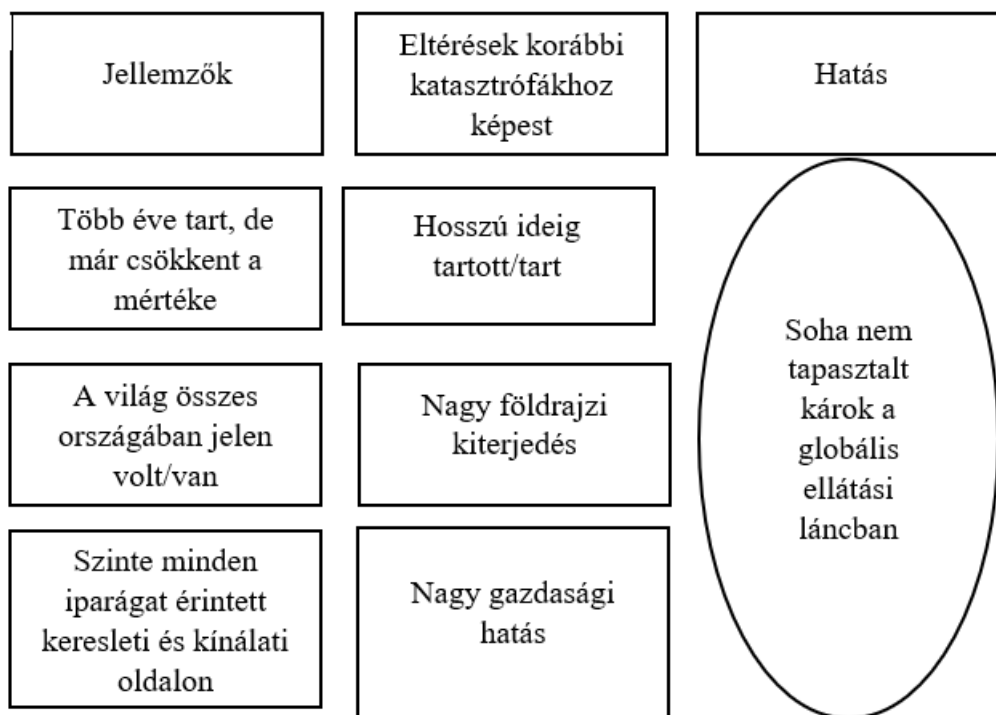 Jellemzők
Eltérések korábbi
katasztrófákhoz
képest
Hatás
Több éve tart, de
már csökkent a
mértéke
Hosszú ideig
tartott/tart
A világ összes
országában jelen
volt/van
Nagy földrajzi
kiterjedés
Szinte minden
iparágat érintett
keresleti és kínálati
oldalon
Nagy gazdasági
hatás
Soha nem
tapasztalt
károk a
globális
ellátási
láncban